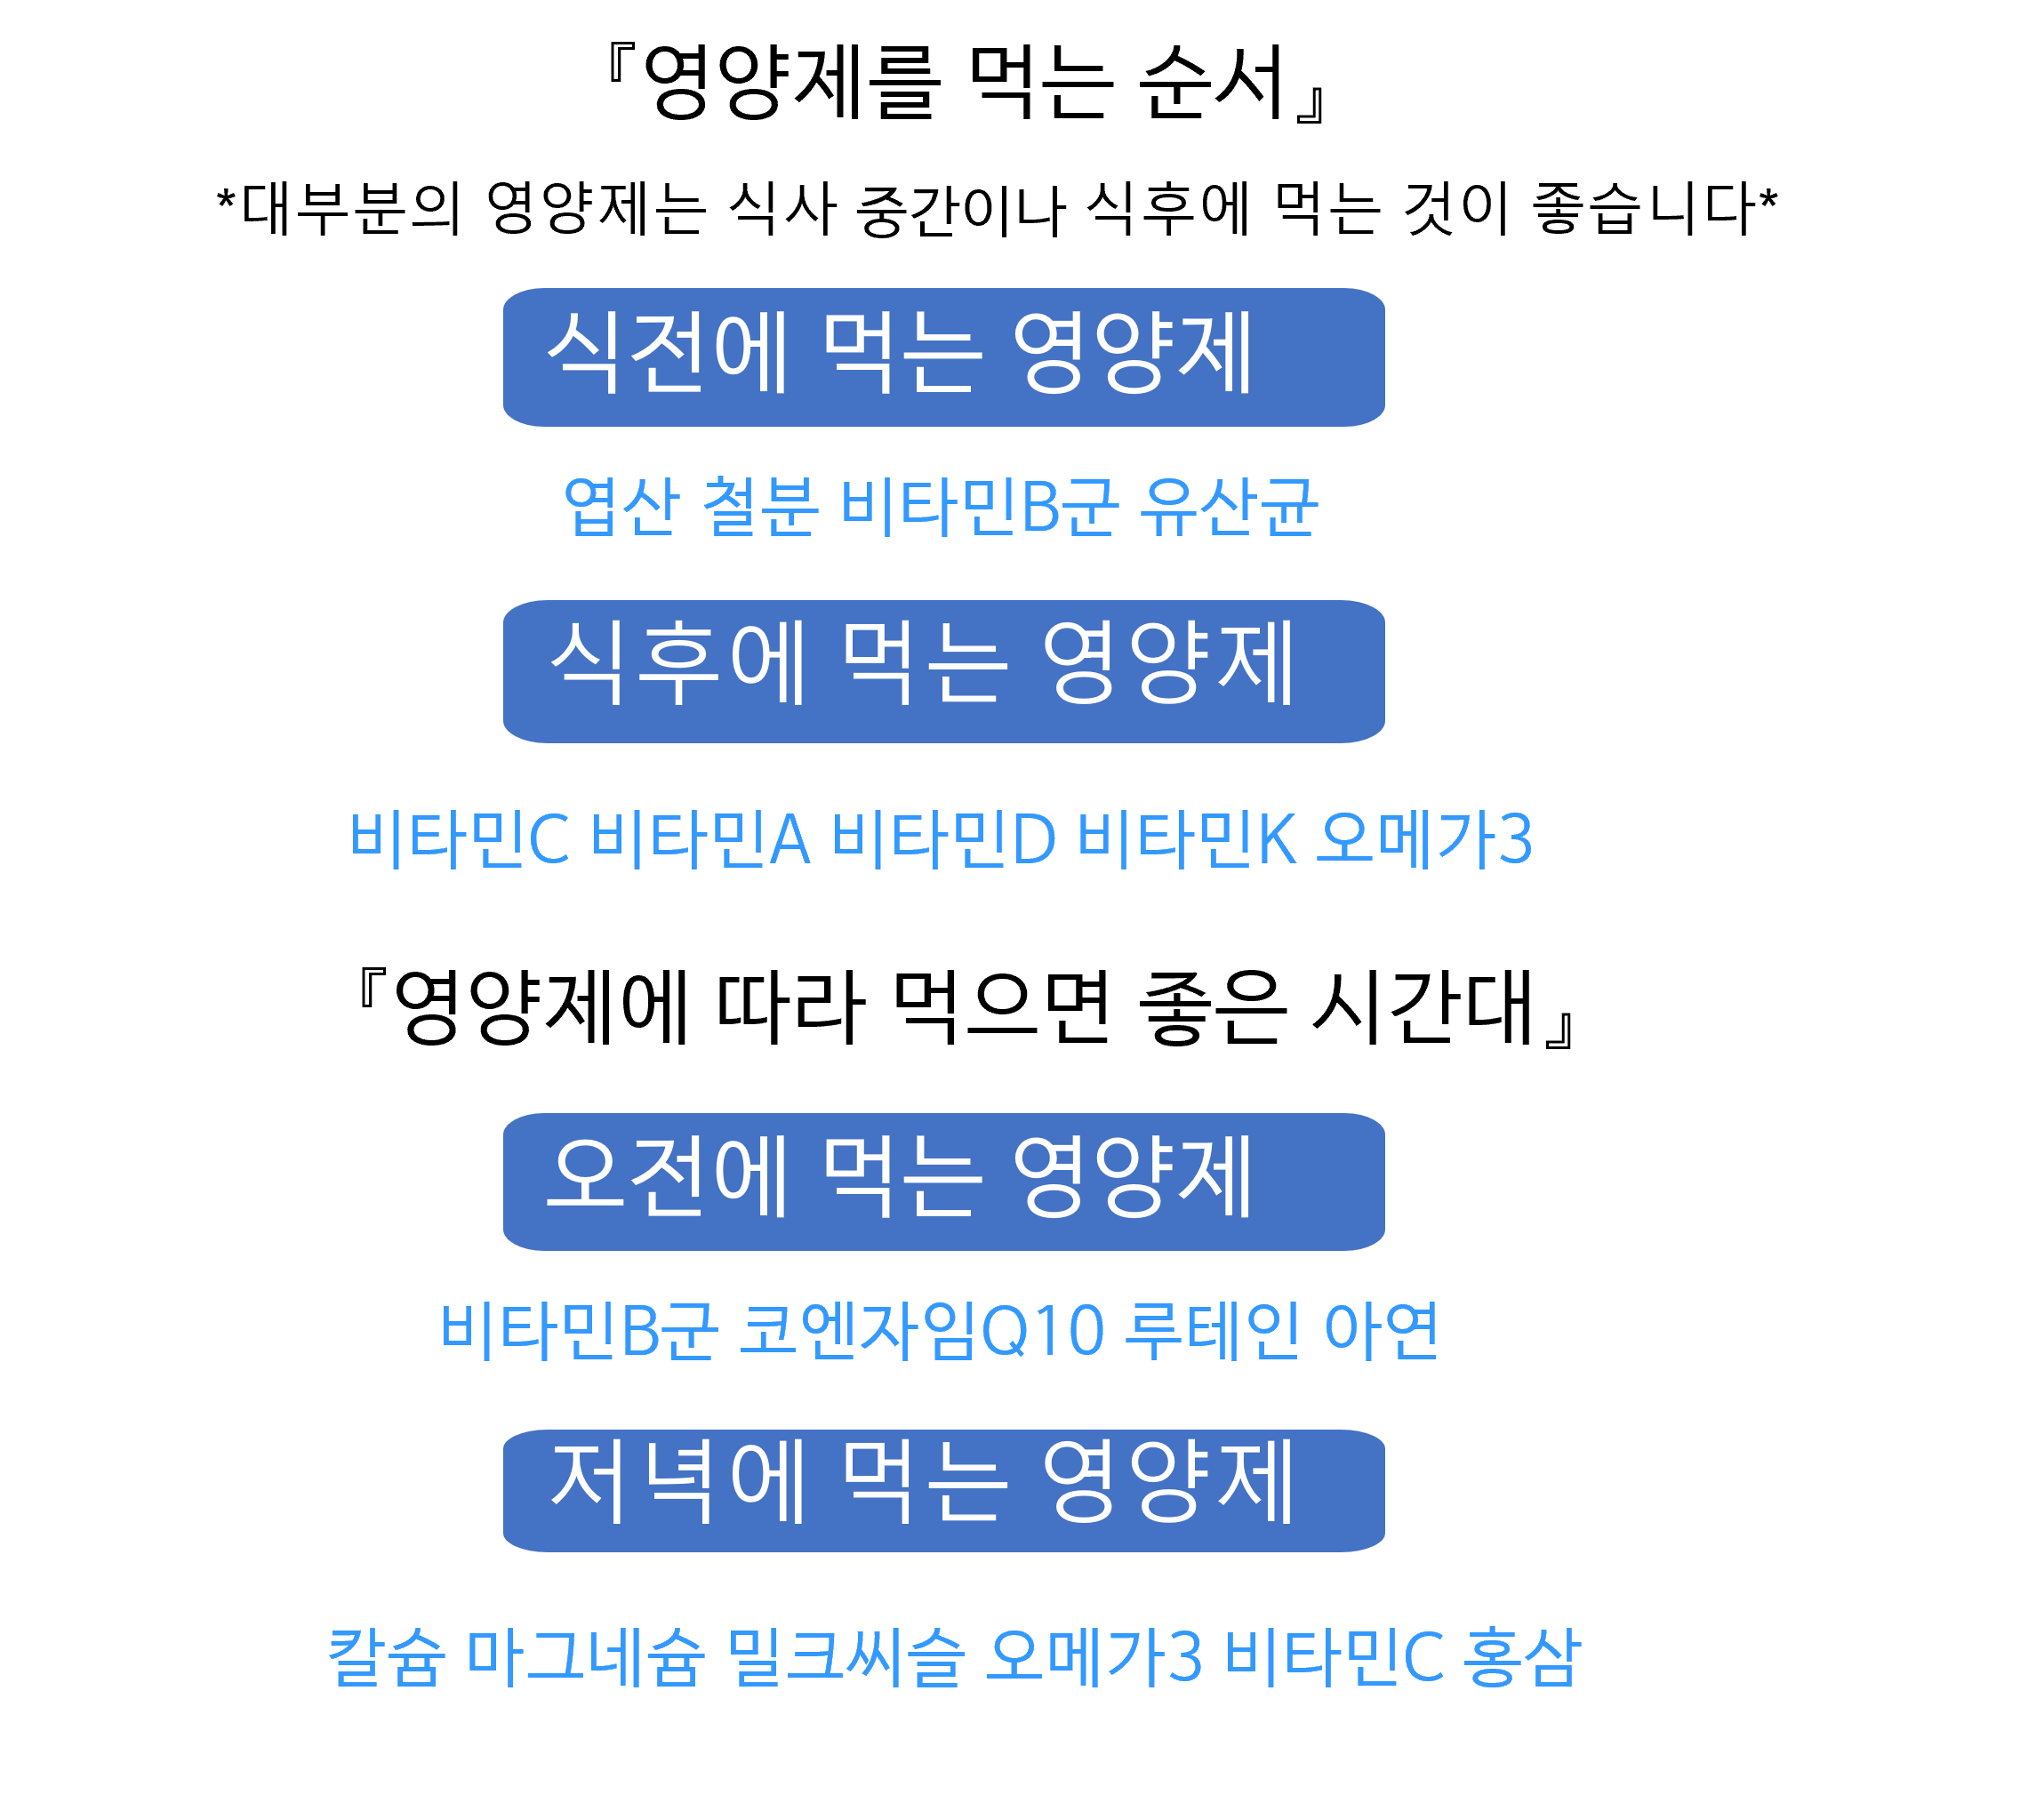 『영양제를 먹는 순서』
*대부분의 영양제는 식사 중간이나 식후에 먹는 것이 좋습니다*
식전에 먹는 영양제
엽산 철분 비타민B군 유산균
식후에 먹는 영양제
비타민C 비타민A 비타민D 비타민K 오메가3
『영양제에 따라 먹으면 좋은 시간대』
오전에 먹는 영양제
비타민B군 코엔자임Q10 루테인 아연
저녁에 먹는 영양제
칼슘 마그네슘 밀크씨슬 오메가3 비타민C 홍삼